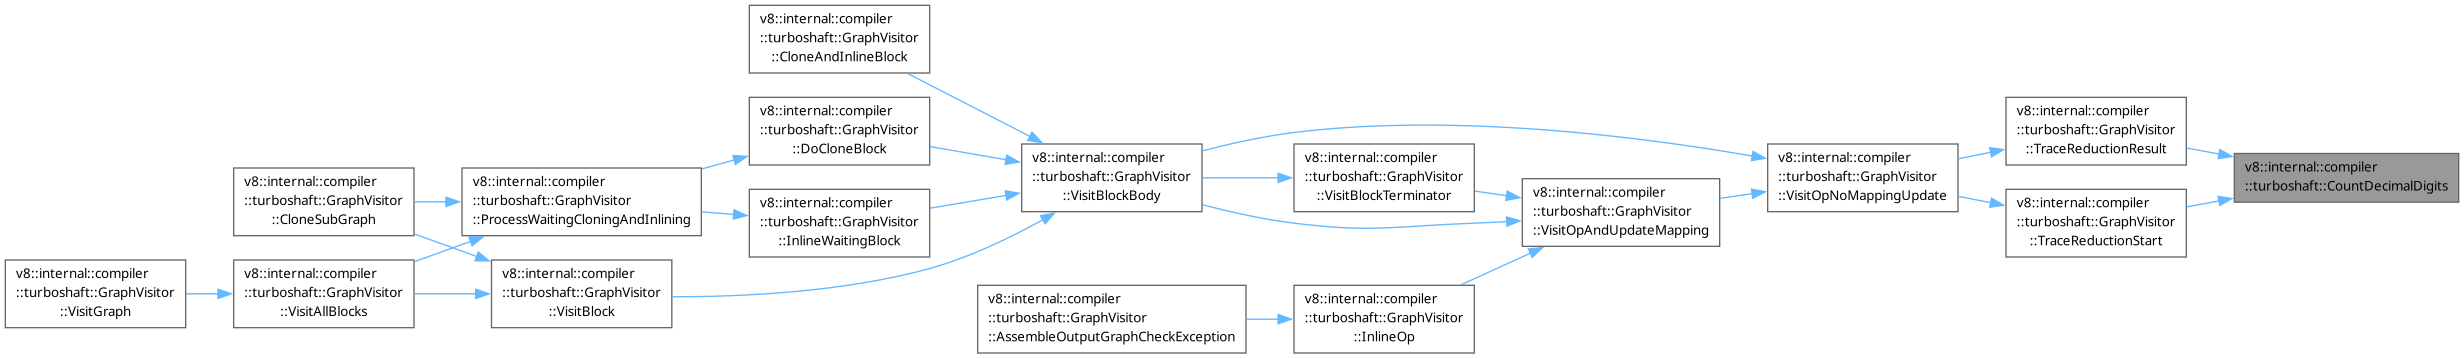 v8::internal::compiler
::turboshaft::GraphVisitor
::VisitGraph
v8::internal::compiler
::turboshaft::GraphVisitor
::CloneSubGraph
v8::internal::compiler
::turboshaft::GraphVisitor
::VisitAllBlocks
v8::internal::compiler
::turboshaft::GraphVisitor
::ProcessWaitingCloningAndInlining
v8::internal::compiler
::turboshaft::GraphVisitor
::VisitBlock
v8::internal::compiler
::turboshaft::GraphVisitor
::CloneAndInlineBlock
v8::internal::compiler
::turboshaft::GraphVisitor
::DoCloneBlock
v8::internal::compiler
::turboshaft::GraphVisitor
::InlineWaitingBlock
v8::internal::compiler
::turboshaft::GraphVisitor
::VisitBlockBody
v8::internal::compiler
::turboshaft::GraphVisitor
::AssembleOutputGraphCheckException
v8::internal::compiler
::turboshaft::GraphVisitor
::VisitBlockTerminator
v8::internal::compiler
::turboshaft::GraphVisitor
::InlineOp
v8::internal::compiler
::turboshaft::GraphVisitor
::VisitOpAndUpdateMapping
v8::internal::compiler
::turboshaft::GraphVisitor
::VisitOpNoMappingUpdate
v8::internal::compiler
::turboshaft::GraphVisitor
::TraceReductionResult
v8::internal::compiler
::turboshaft::GraphVisitor
::TraceReductionStart
v8::internal::compiler
::turboshaft::CountDecimalDigits